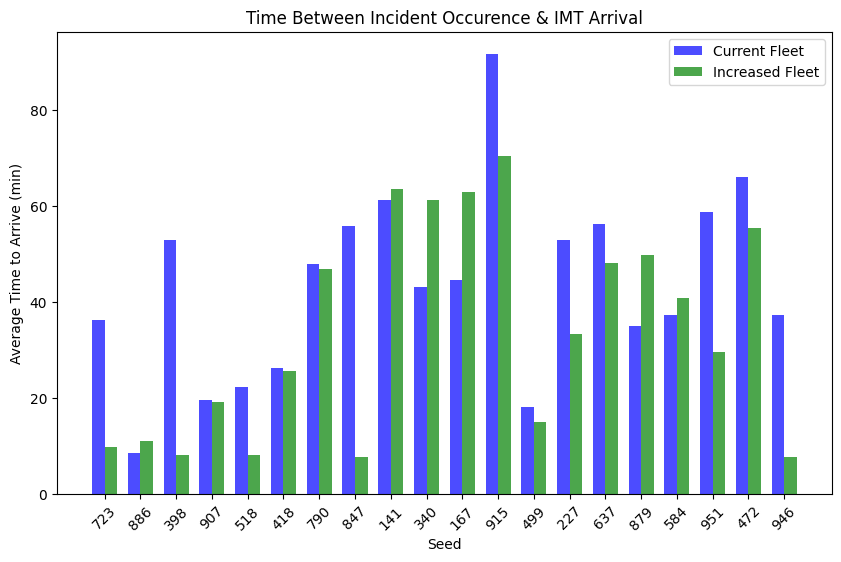 Time Between Incident Occurence & IMT Arrival
Current Fleet
Increased Fleet
Average Time to Arrive (min)
80
60
40
20
0
723 886 398 907 518 418 790 847 141 340 167 915 499 227 637 879 584 951 472 946
Seed